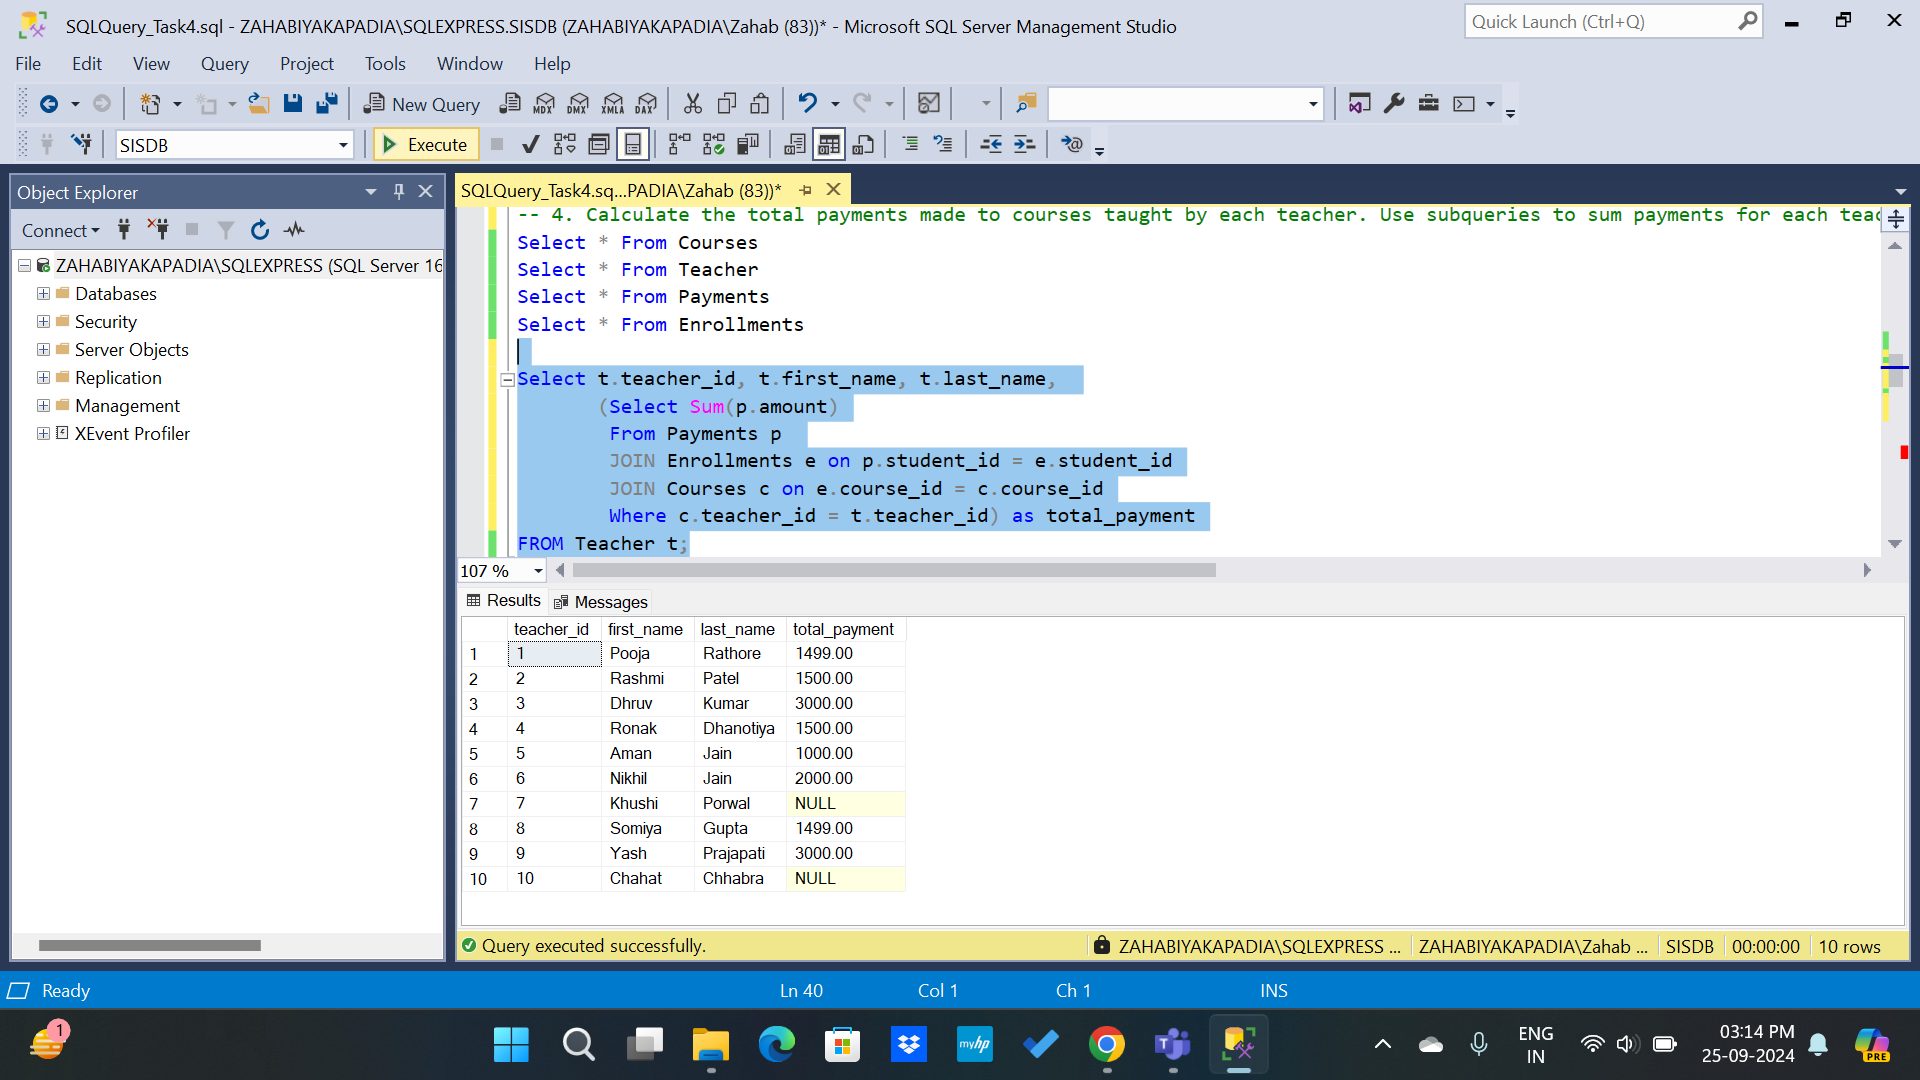 SQLQuery_Task4.sql - ZAHABIYAKAPADIA\SQLEXPRESS.SISDB (ZAHABIYAKAPADIA\Zahab (83))* - Microsoft SQL Server Management Studio
Quick Launch (Ctrl+Q)
File Edit View Query Project Tools Window Help
New Query MDX DMX XMLA DAX
SISDB Execute
Object Explorer
Connect
ZAHABIYAKAPADIA\SQLEXPRESS (SQL Server 16
Databases
Security
Server Objects
Replication
Management
XEvent Profiler
SQLQuery_Task4.sq...PADIA\Zahab (83))*
-- 4. Calculate the total payments made to courses taught by each teacher. Use subqueries to sum payments for each teac
Select * From Courses
Select * From Teacher
Select * From Payments
Select * From Enrollments
Select t.teacher_id, t.first_name, t.last_name,
(Select Sum(p.amount)
From Payments p
JOIN Enrollments e on p.student_id = e.student_id
JOIN Courses c on e.course_id = c.course_id
Where c.teacher_id = t.teacher_id) as total_payment
FROM Teacher t;
107 %
Results Messages
teacher_id first_name last_name total_payment
1 1 Pooja Rathore 1499.00
2 2 Rashmi Patel 1500.00
3 3 Dhruv Kumar 3000.00
4 4 Ronak Dhanotiya 1500.00
5 5 Aman Jain 1000.00
6 6 Nikhil Jain 2000.00
7 7 Khushi Porwal NULL
8 8 Somiya Gupta 1499.00
9 9 Yash Prajapati 3000.00
10 10 Chahat Chhabra NULL
Query executed successfully. ZAHABIYAKAPADIA\SQLEXPRESS ... ZAHABIYAKAPADIA\Zahab ... SISDB 00:00:00 10 rows
Ready Ln 40 Col 1 Ch 1 INS
1 myhp ENG IN 03:14 PM 25-09-2024 PRE